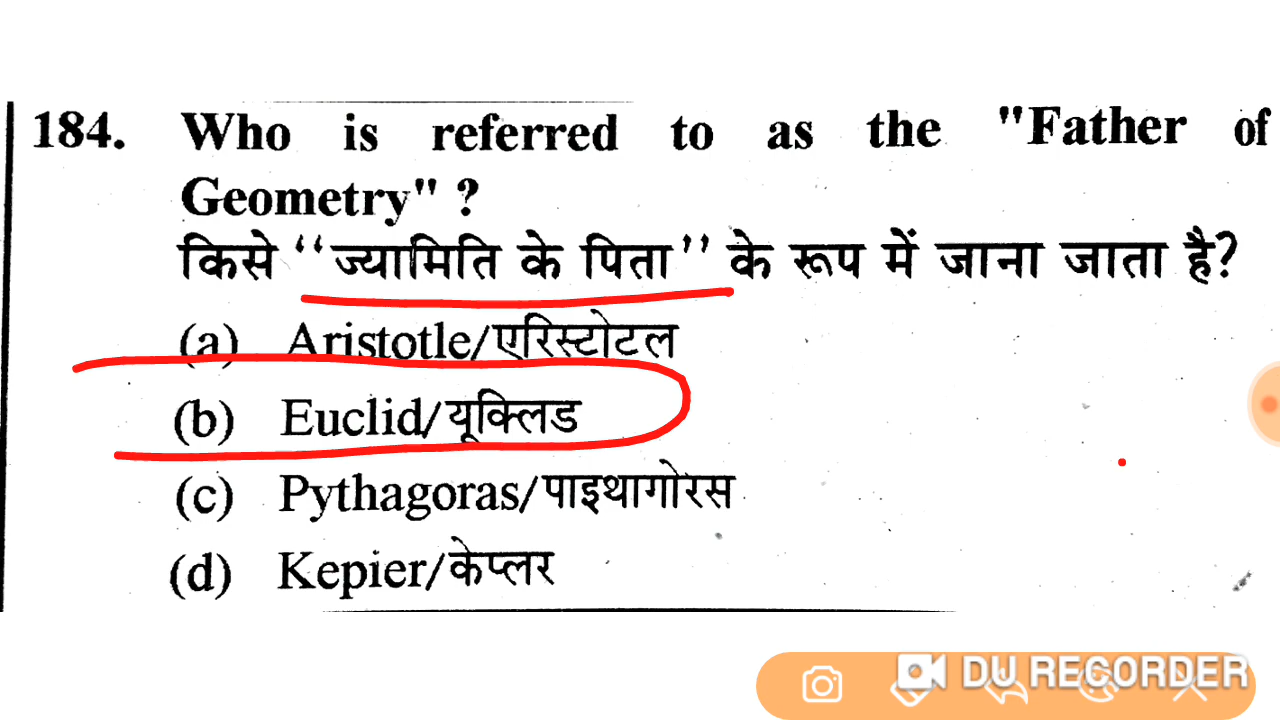 184. Who is referred to as the "Father of
Geometry" ?
किसे ‘‘ज्यामिति के पिता’’ के रूप में जाना जाता है?
(a) Aristotle/एरिस्टोटल
(b) Euclid/यूक्लिड
(c) Pythagoras/पाइथागोरस
(d) Kepier/केप्लर
DU RECORDER